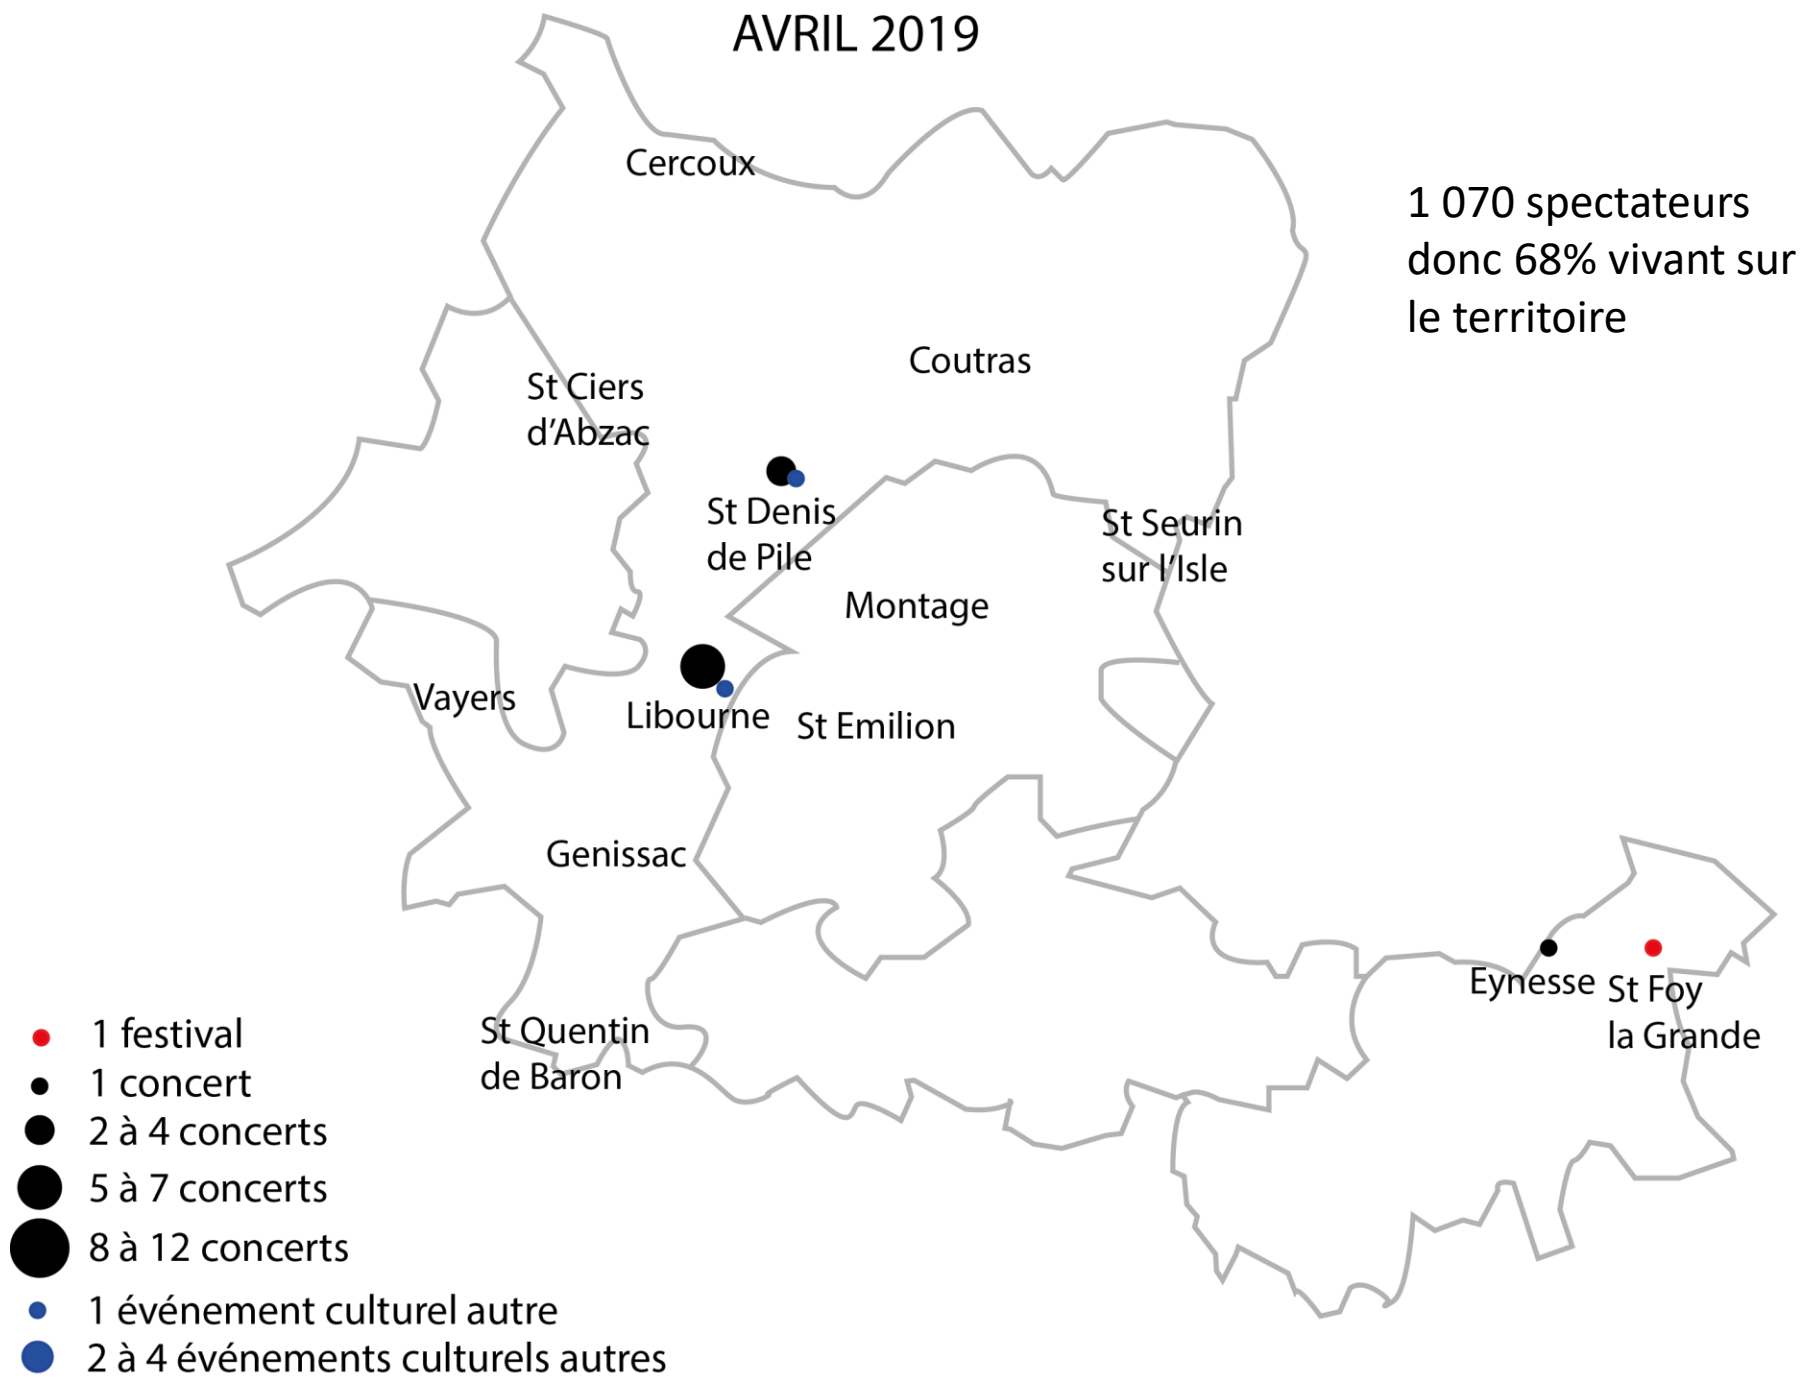 AVRIL 2019
Cercoux
1 070 spectateurs
donc 68% vivant sur
le territoire
Coutras
St Ciers
d'Abzac
St Denis
de Pile
St Seurin
sur l'Isle
Montage
Vayers
Libourne
St Emilion
Genissac
Eynesse
St Foy
la Grande
St Quentin
de Baron
1 festival
1 concert
2 à 4 concerts
5 à 7 concerts
8 à 12 concerts
1 événement culturel autre
2 à 4 événements culturels autres